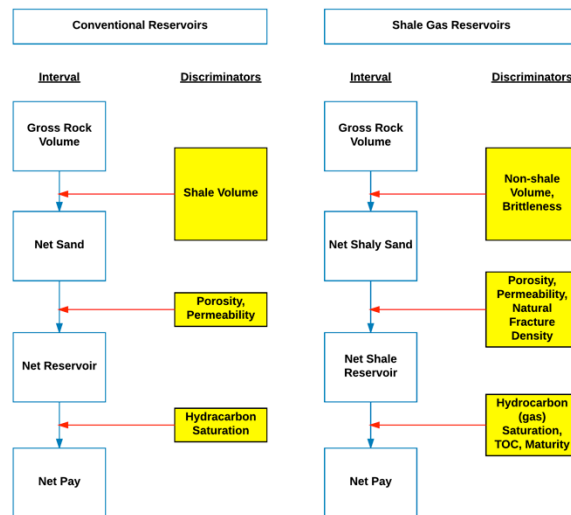 Conventional Reservoirs
Interval
Discriminators
Gross Rock
Volume
Shale Volume
Net Sand
Porosity,
Permeability
Net Reservoir
Hydracarbon
Saturation
Net Pay
Shale Gas Reservoirs
Interval
Discriminators
Gross Rock
Volume
Non-shale
Volume,
Brittleness
Net Shaly Sand
Porosity,
Permeability,
Natural
Fracture
Density
Net Shale
Reservoir
Hydrocarbon
(gas)
Saturation,
TOC, Maturity
Net Pay